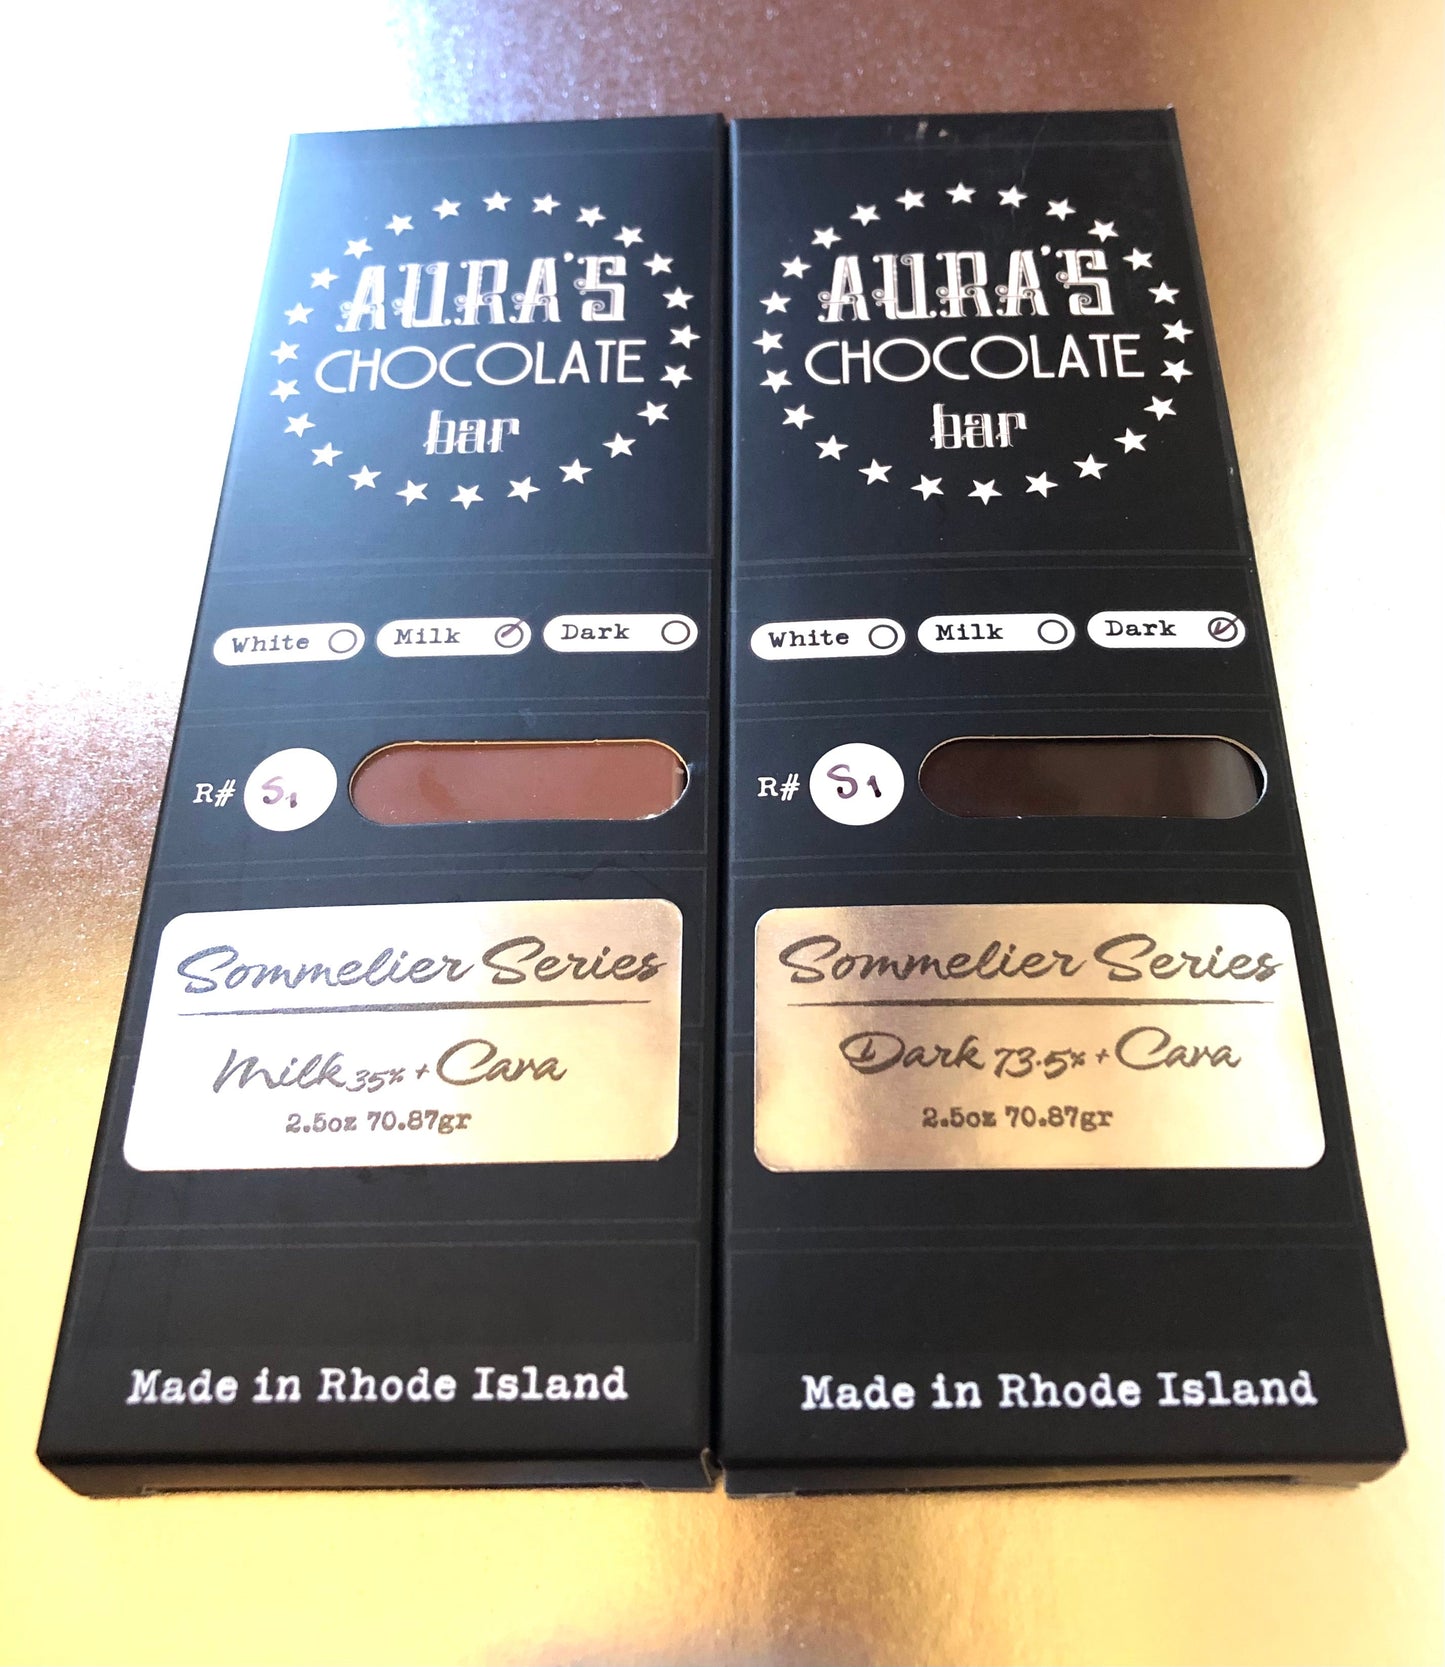 AURA'S
CHOCOLATE
bar
White Milk Dark
R# S1
Sommelier Series
Milk 35% + Cava
2.5oz 70.87gr
Made in Rhode Island
AURA'S
CHOCOLATE
bar
White Milk Dark
R# S1
Sommelier Series
Dark 73.5% + Cava
2.5oz 70.87gr
Made in Rhode Island